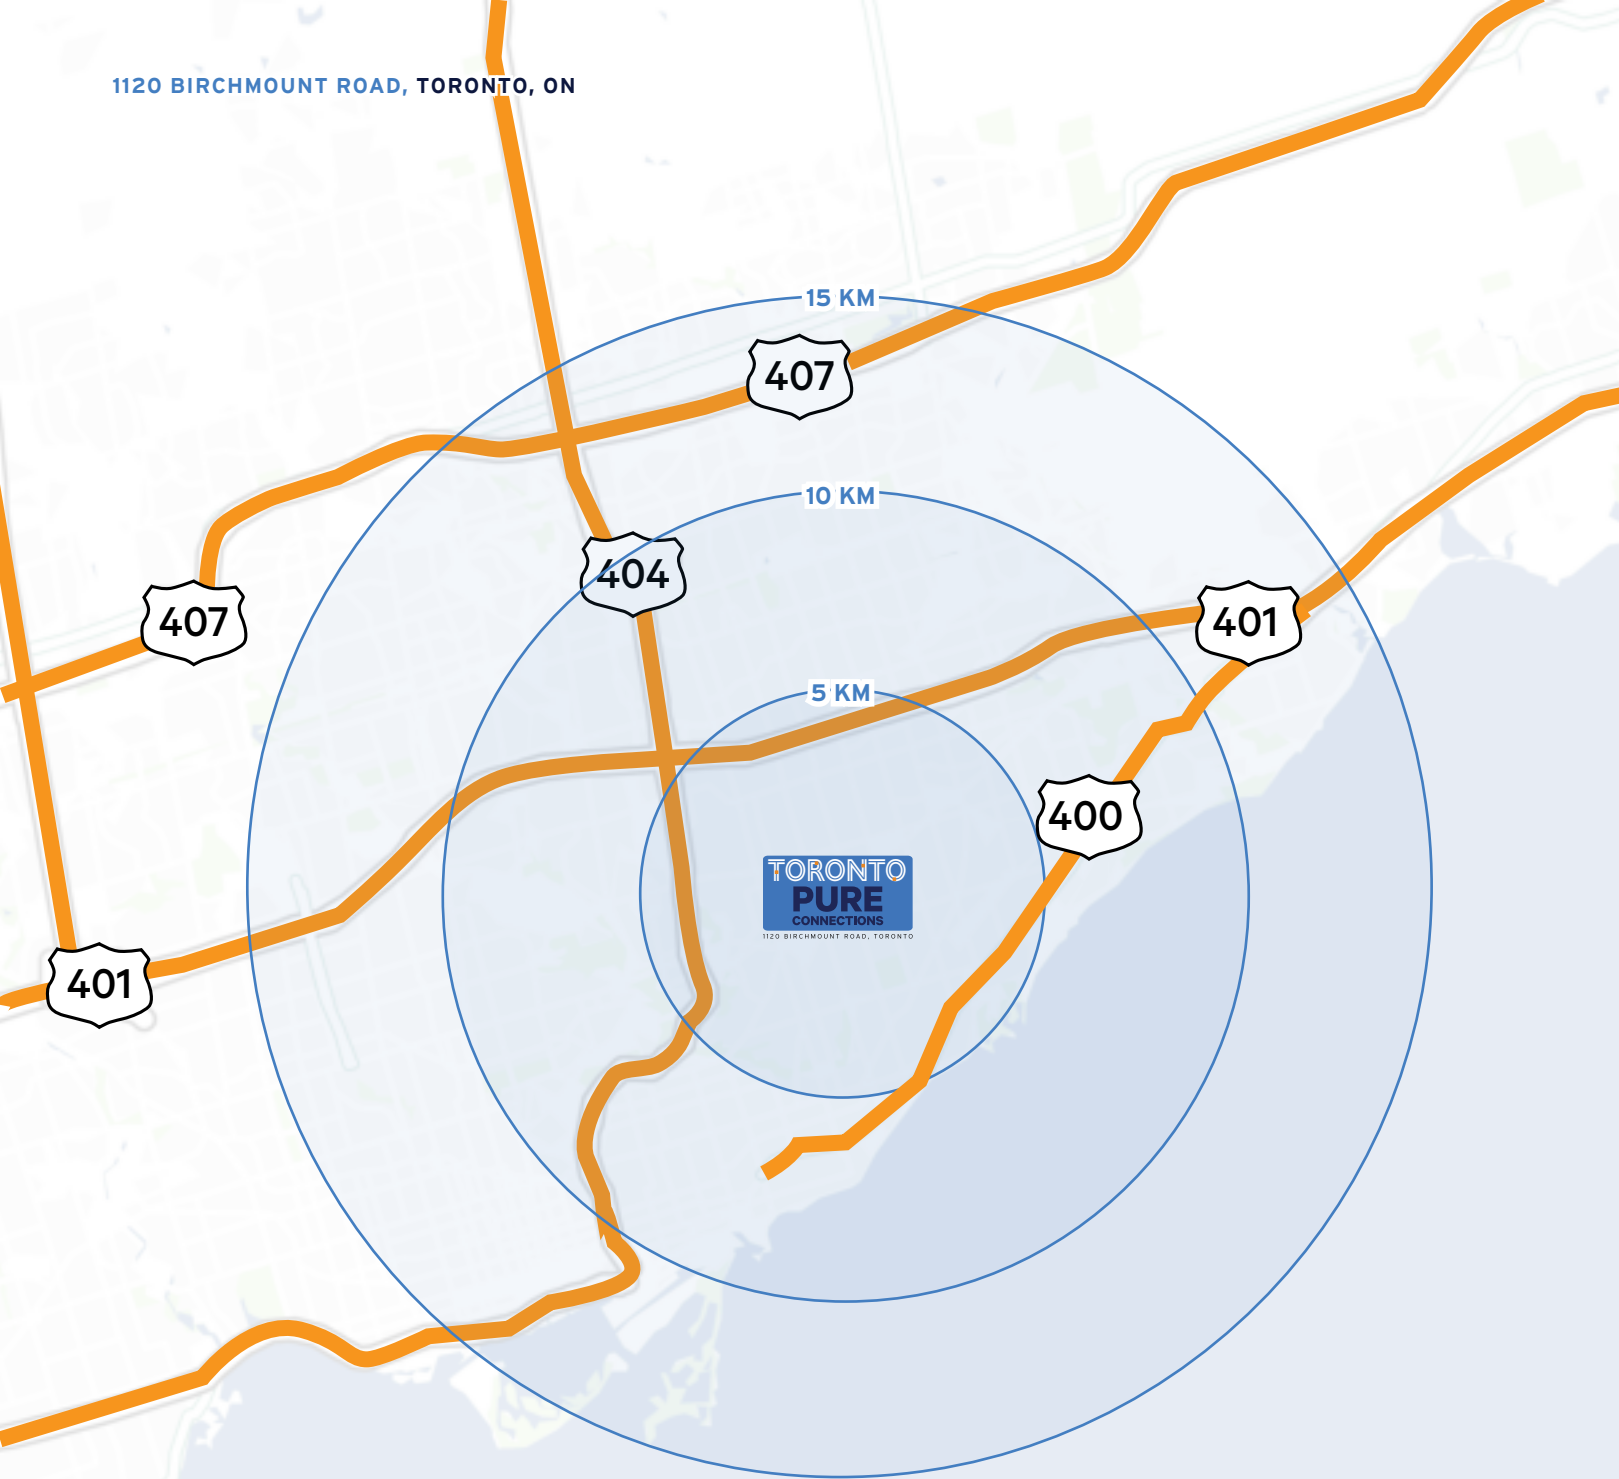 1120 BIRCHMOUNT ROAD, TORONTO, ON
15 KM
407
10 KM
404
407
401
5 KM
400
TORONTO
PURE
CONNECTIONS
1120 BIRCHMOUNT ROAD, TORONTO
401